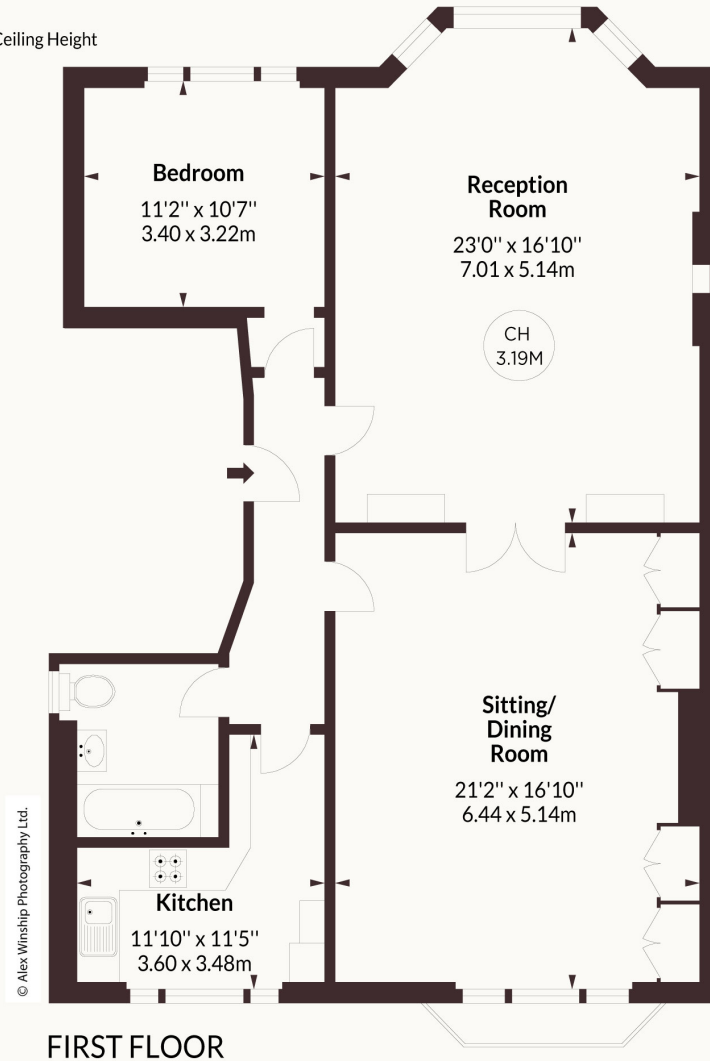 Ceiling Height
Bedroom
11'2'' x 10'7''
3.40 x 3.22m
Reception
Room
23'0'' x 16'10''
7.01 x 5.14m
CH
3.19M
Sitting/
Dining
Room
21'2'' x 16'10''
6.44 x 5.14m
Kitchen
11'10'' x 11'5''
3.60 x 3.48m
© Alex Winship Photography Ltd.
FIRST FLOOR